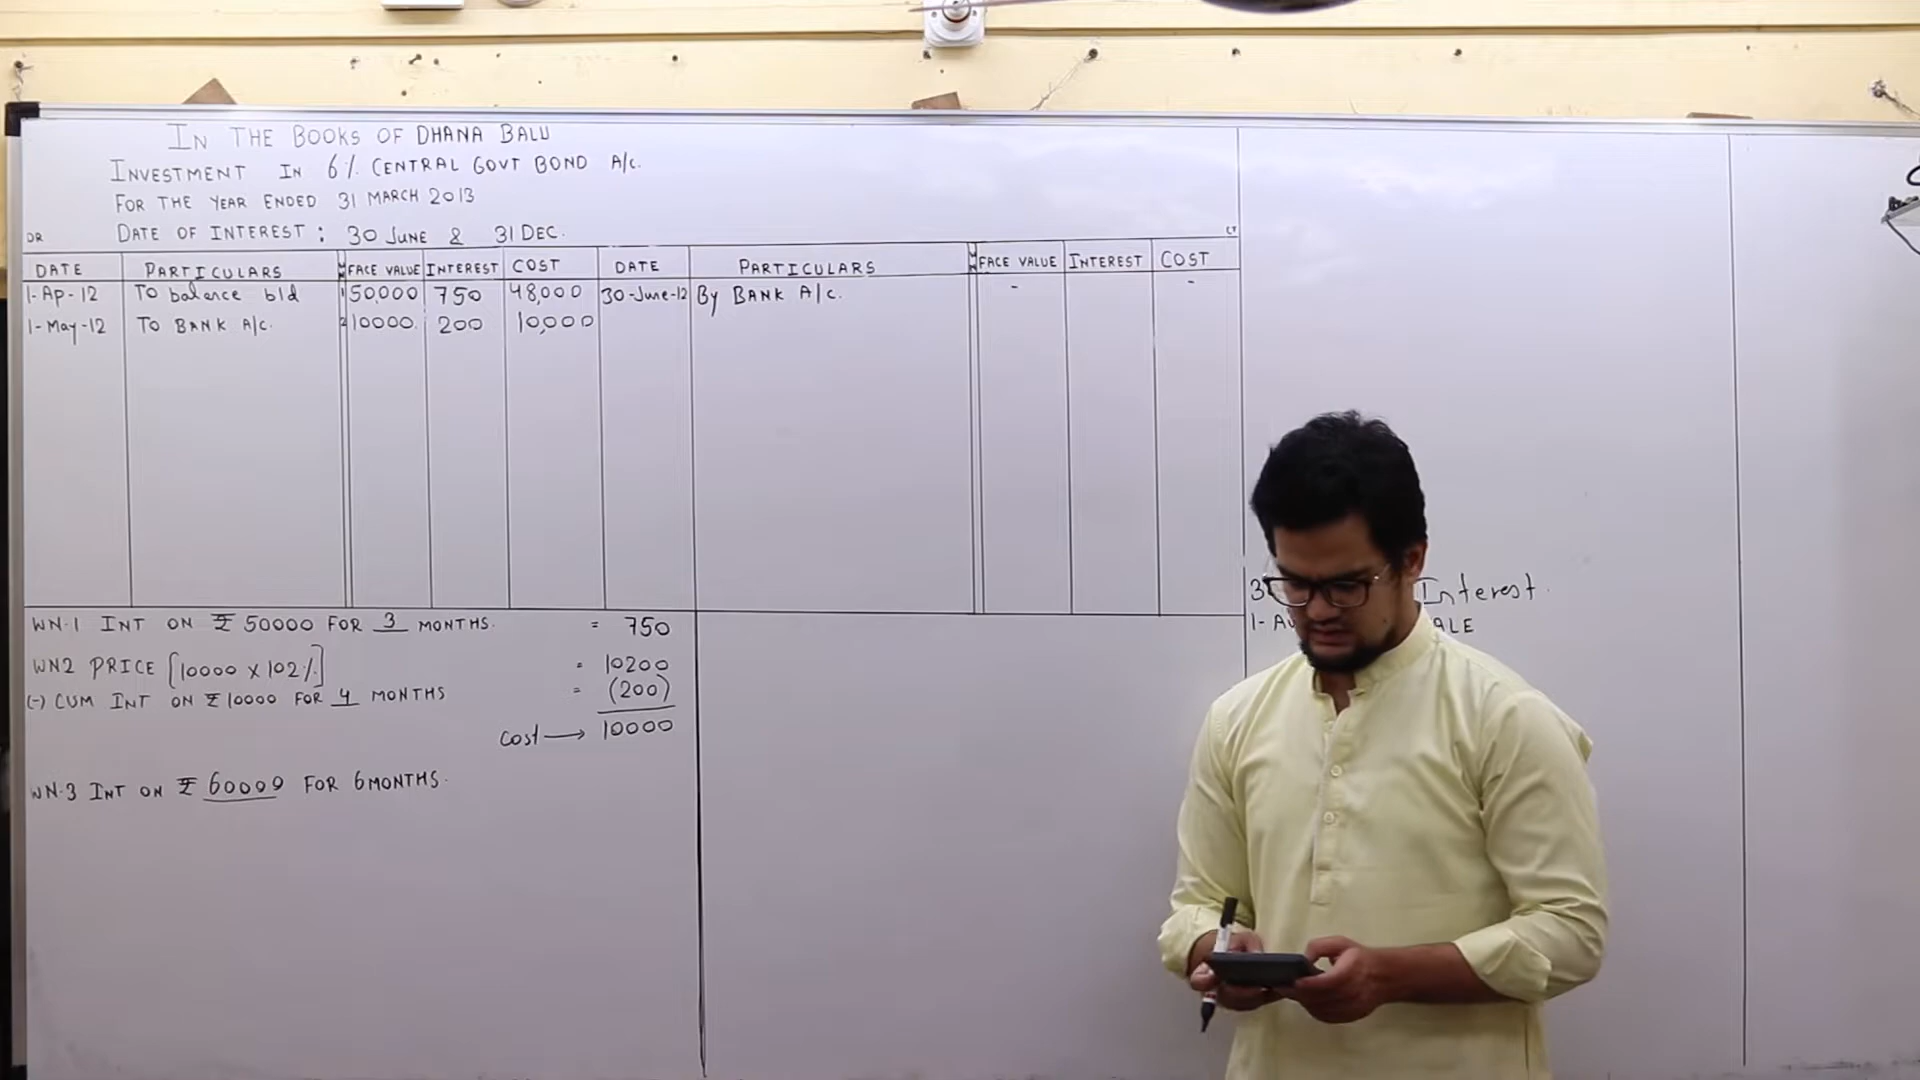 IN THE BOOKS OF DHANA BALU
INVESTMENT IN 6% CENTRAL GOVT BOND A/c.
FOR THE YEAR ENDED 31 MARCH 2013
DATE OF INTEREST : 30 JUNE & 31 DEC.
DR
DATE PARTICULARS WN FACE VALUE INTEREST COST DATE PARTICULARS WN FACE VALUE INTEREST COST
1-Ap-12 To balance b/d 1 50,000 750 48,000 30-June-12 By BANK A/c. - -
1-May-12 TO BANK A/c. 2 10000 200 10,000
WN.1 INT ON ₹ 50000 FOR 3 MONTHS. = 750
WN2 PRICE [10000 X 102%] = 10200
(-) CUM INT ON ₹ 10000 FOR 4 MONTHS = (200)
Cost → 10000
WN.3 INT ON ₹ 60000 FOR 6 MONTHS.
Interest.